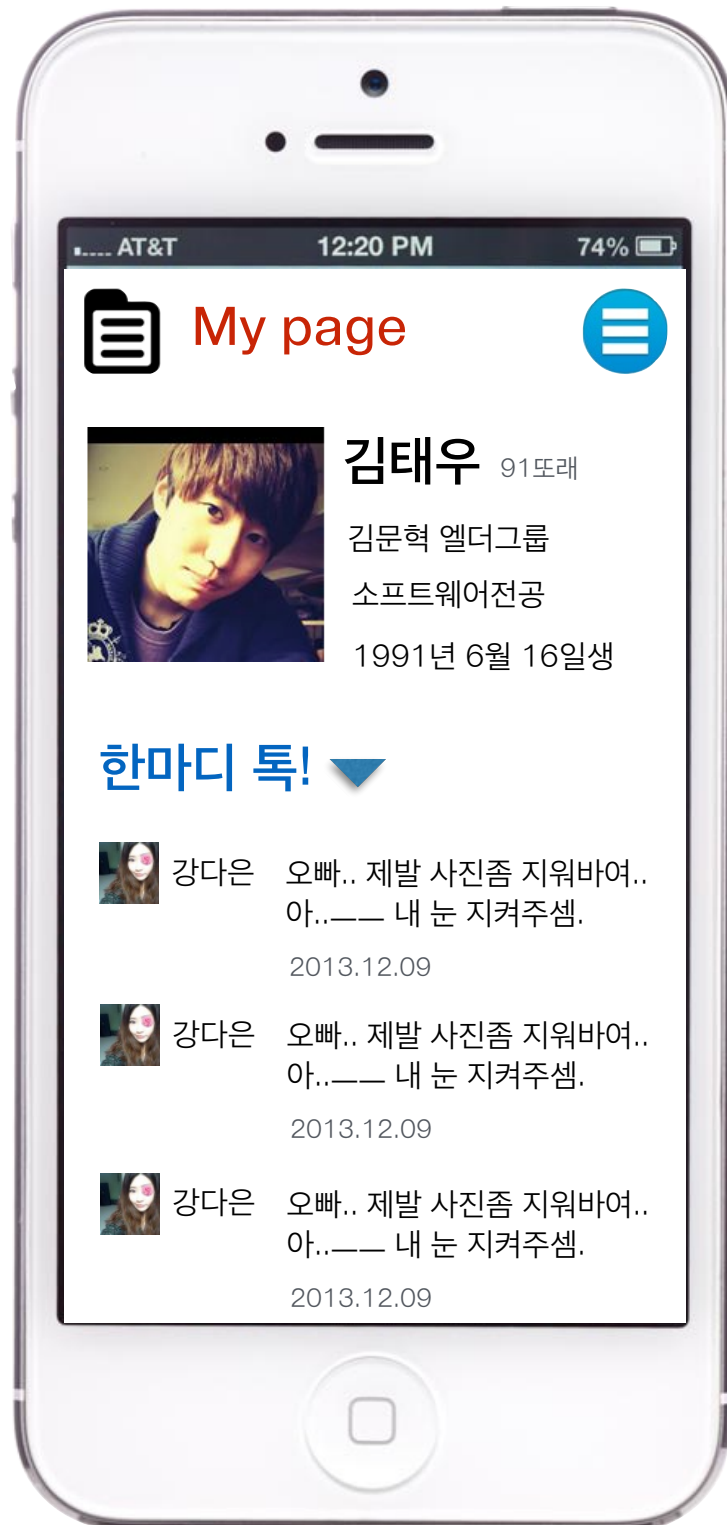 AT&T 12:20 PM 74%
My page
김태우 91또래
김문혁 엘더그룹
소프트웨어전공
1991년 6월 16일생
한마디 톡!
강다은 오빠.. 제발 사진좀 지워바여..
아..ㅡㅡ 내 눈 지켜주셈.
2013.12.09
강다은 오빠.. 제발 사진좀 지워바여..
아..ㅡㅡ 내 눈 지켜주셈.
2013.12.09
강다은 오빠.. 제발 사진좀 지워바여..
아..ㅡㅡ 내 눈 지켜주셈.
2013.12.09